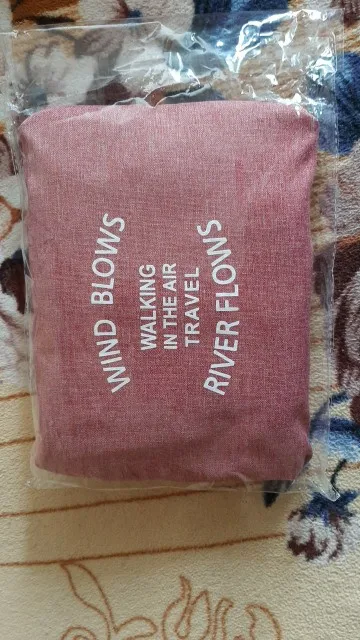 WIND BLOWS
WALKING
IN THE AIR
TRAVEL
RIVER FLOWS